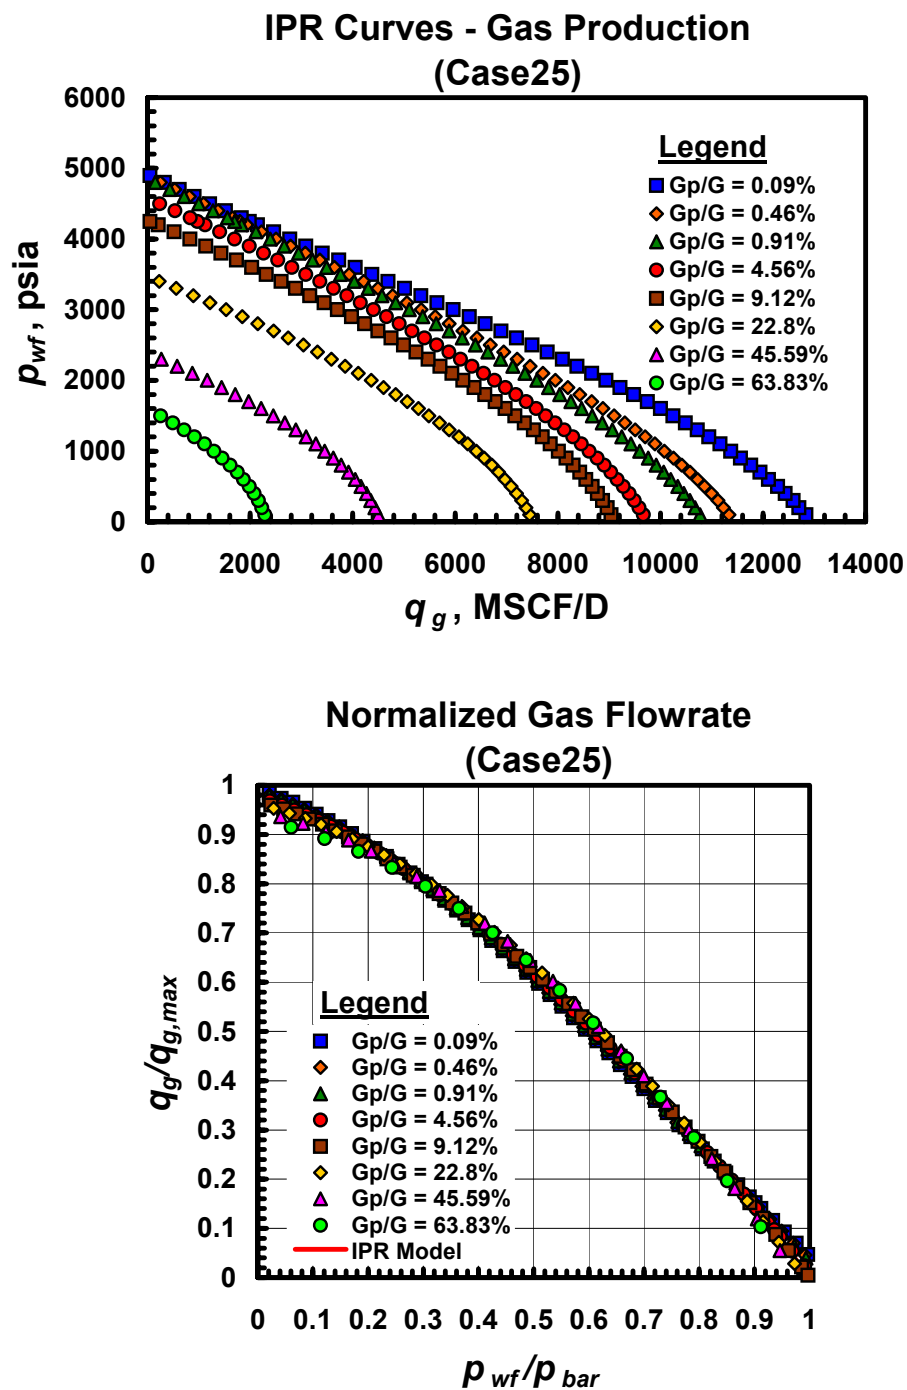 IPR Curves - Gas Production
(Case25)
6000
5000
4000
3000
2000
1000
0
p wf , psia
Legend
Gp/G = 0.09%
Gp/G = 0.46%
Gp/G = 0.91%
Gp/G = 4.56%
Gp/G = 9.12%
Gp/G = 22.8%
Gp/G = 45.59%
Gp/G = 63.83%
0 2000 4000 6000 8000 10000 12000 14000
q g , MSCF/D
Normalized Gas Flowrate
(Case25)
1
0.9
0.8
0.7
0.6
0.5
0.4
0.3
0.2
0.1
0
q g/q g,max
Legend
Gp/G = 0.09%
Gp/G = 0.46%
Gp/G = 0.91%
Gp/G = 4.56%
Gp/G = 9.12%
Gp/G = 22.8%
Gp/G = 45.59%
Gp/G = 63.83%
IPR Model
0 0.1 0.2 0.3 0.4 0.5 0.6 0.7 0.8 0.9 1
p wf /p bar